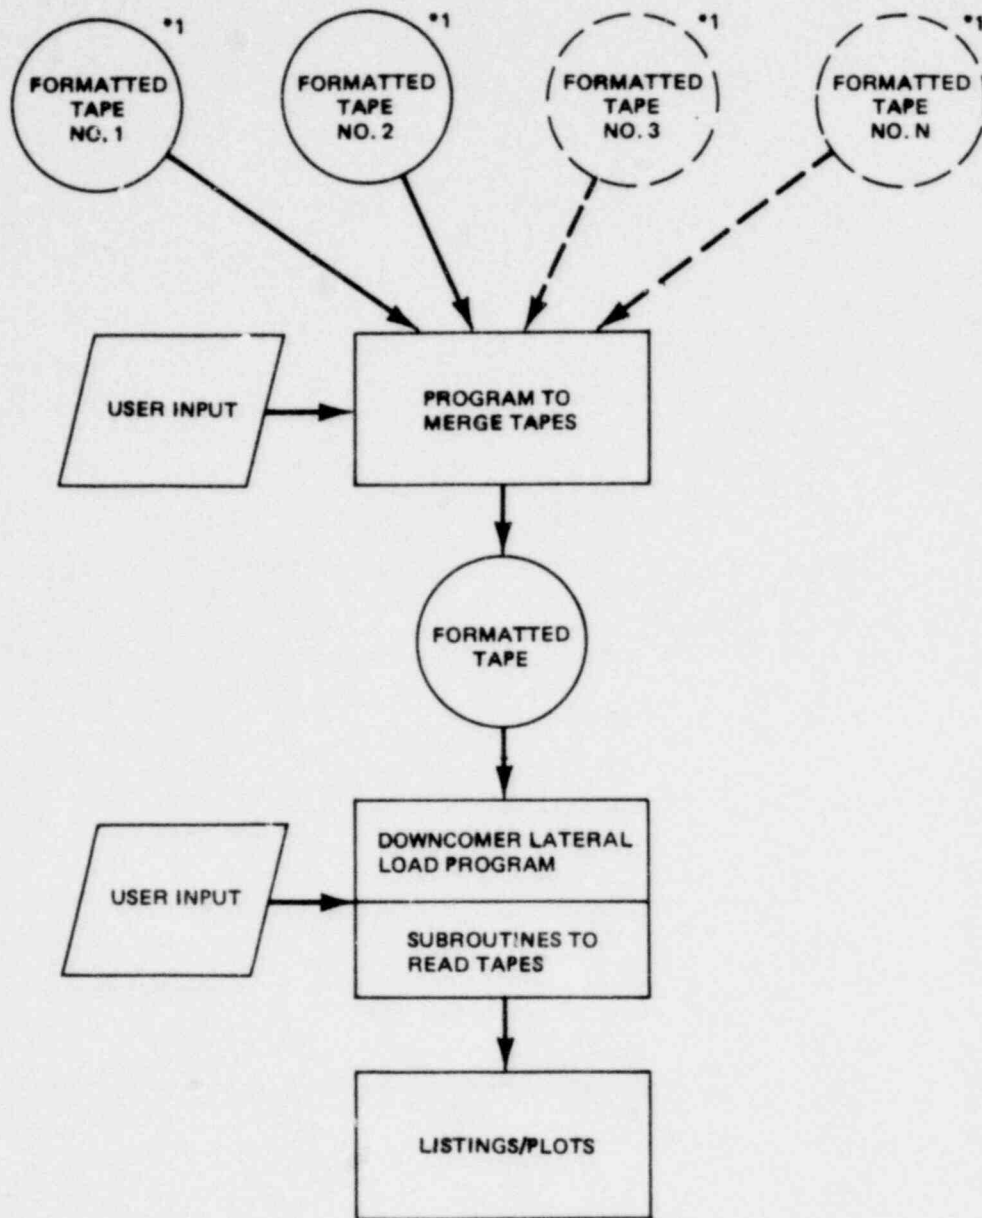 *1
FORMATTED
TAPE
NO. 1
*1
FORMATTED
TAPE
NO. 2
*1
FORMATTED
TAPE
NO. 3
*1
FORMATTED
TAPE
NO. N
USER INPUT
PROGRAM TO
MERGE TAPES
FORMATTED
TAPE
USER INPUT
DOWNCOMER LATERAL
LOAD PROGRAM
SUBROUTINES TO
READ TAPES
LISTINGS/PLOTS